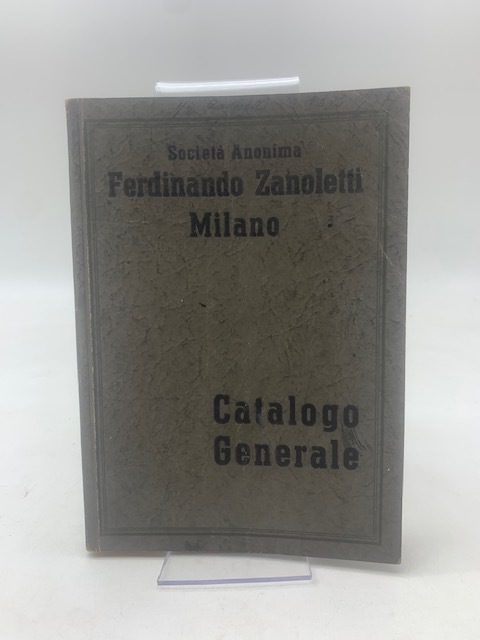 Società Anonima
Ferdinando Zanoletti
Milano
Catalogo
Generale